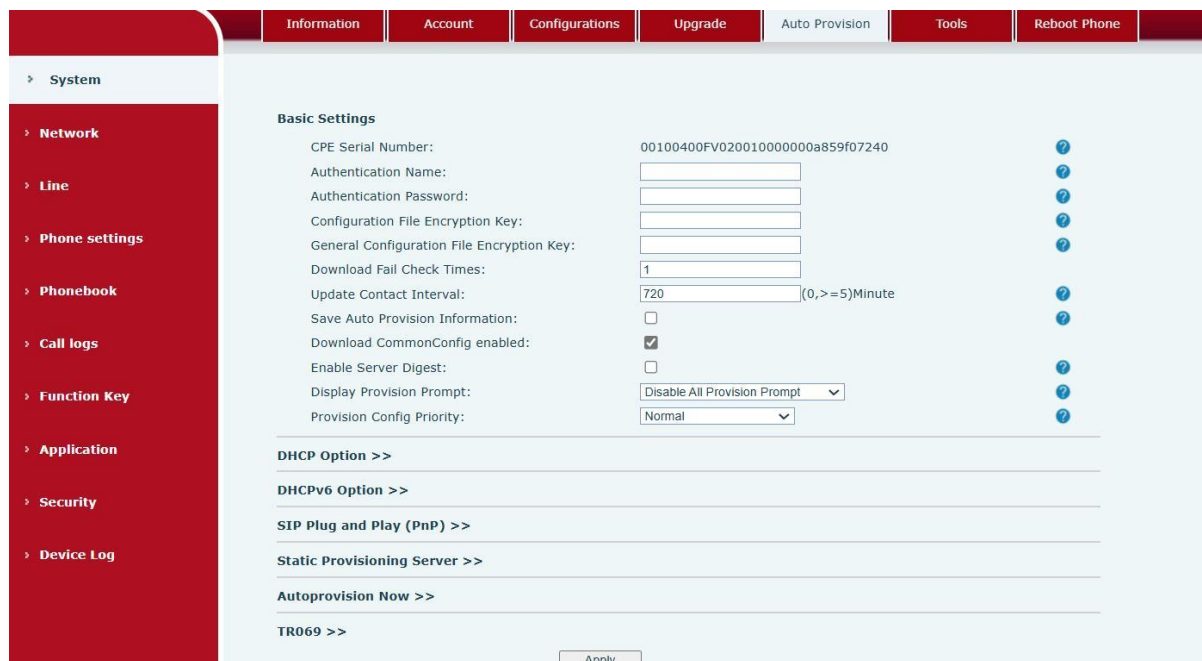 Information Account Configurations Upgrade Auto Provision Tools Reboot Phone
› System
› Network
› Line
› Phone settings
› Phonebook
› Call logs
› Function Key
› Application
› Security
› Device Log
Basic Settings
CPE Serial Number: 00100400FV020010000000a859f07240
Authentication Name:
Authentication Password:
Configuration File Encryption Key:
General Configuration File Encryption Key:
Download Fail Check Times: 1
Update Contact Interval: 720 (0,>=5)Minute
Save Auto Provision Information:
Download CommonConfig enabled:
Enable Server Digest:
Display Provision Prompt: Disable All Provision Prompt
Provision Config Priority: Normal
DHCP Option >>
DHCPv6 Option >>
SIP Plug and Play (PnP) >>
Static Provisioning Server >>
Autoprovision Now >>
TR069 >>
Apply